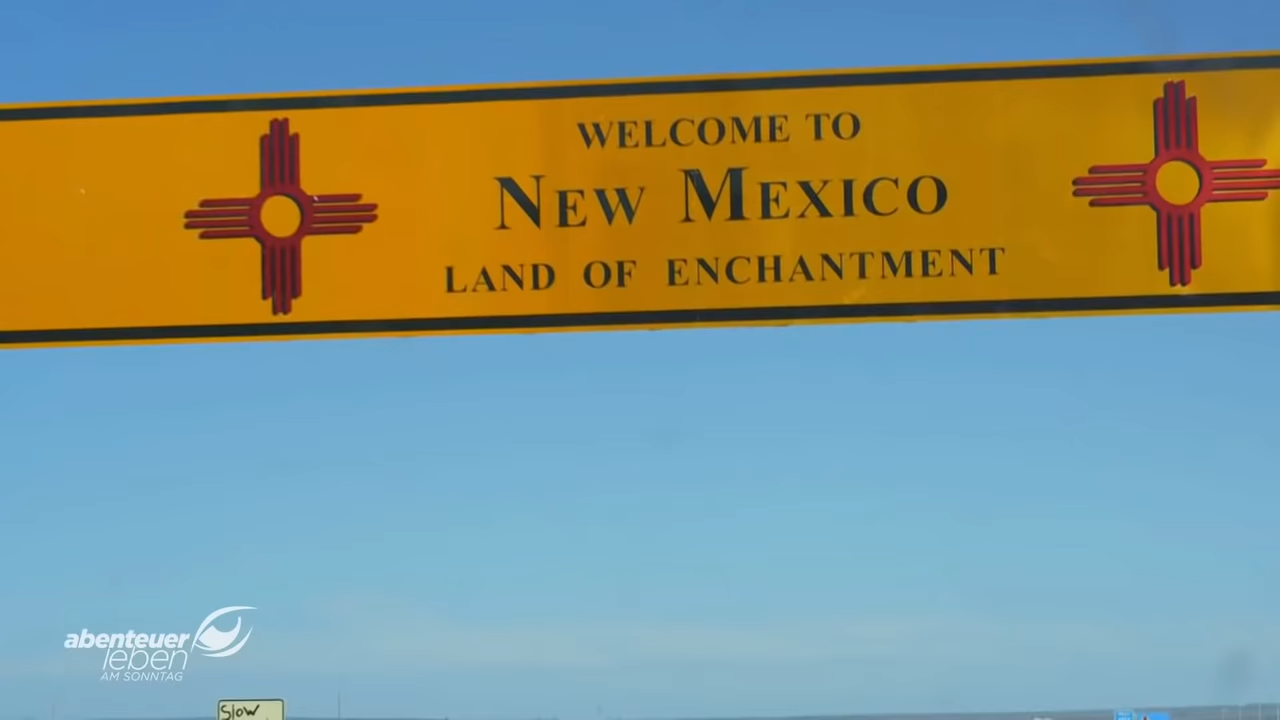 WELCOME TO
NEW MEXICO
LAND OF ENCHANTMENT
abenteuer
leben
AM SONNTAG
Slow